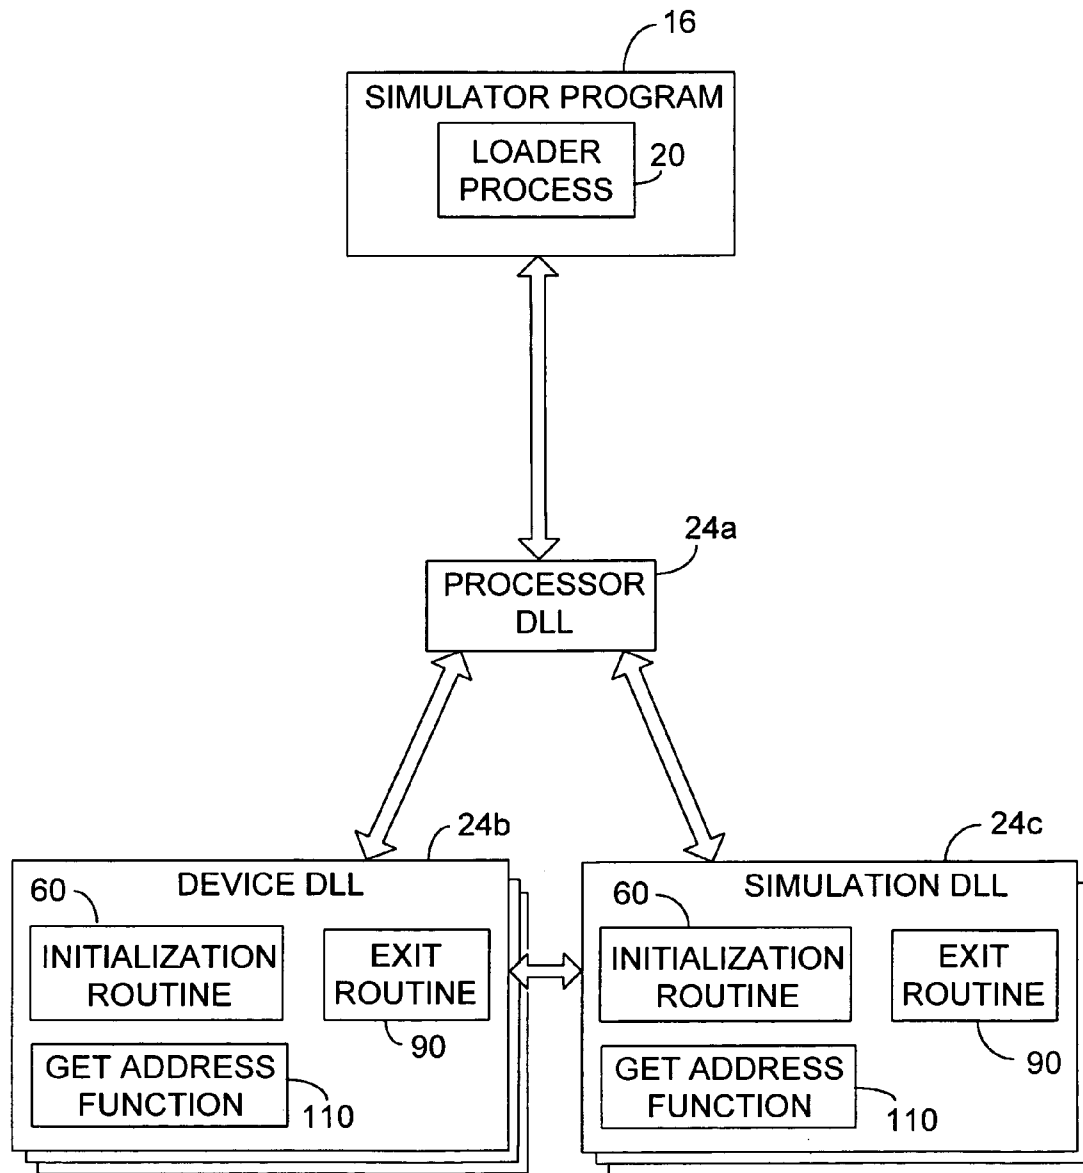 16
SIMULATOR PROGRAM
LOADER
PROCESS
20
24a
PROCESSOR
DLL
24b
DEVICE DLL
60
INITIALIZATION
ROUTINE
EXIT
ROUTINE
90
GET ADDRESS
FUNCTION
110
24c
SIMULATION DLL
60
INITIALIZATION
ROUTINE
EXIT
ROUTINE
90
GET ADDRESS
FUNCTION
110